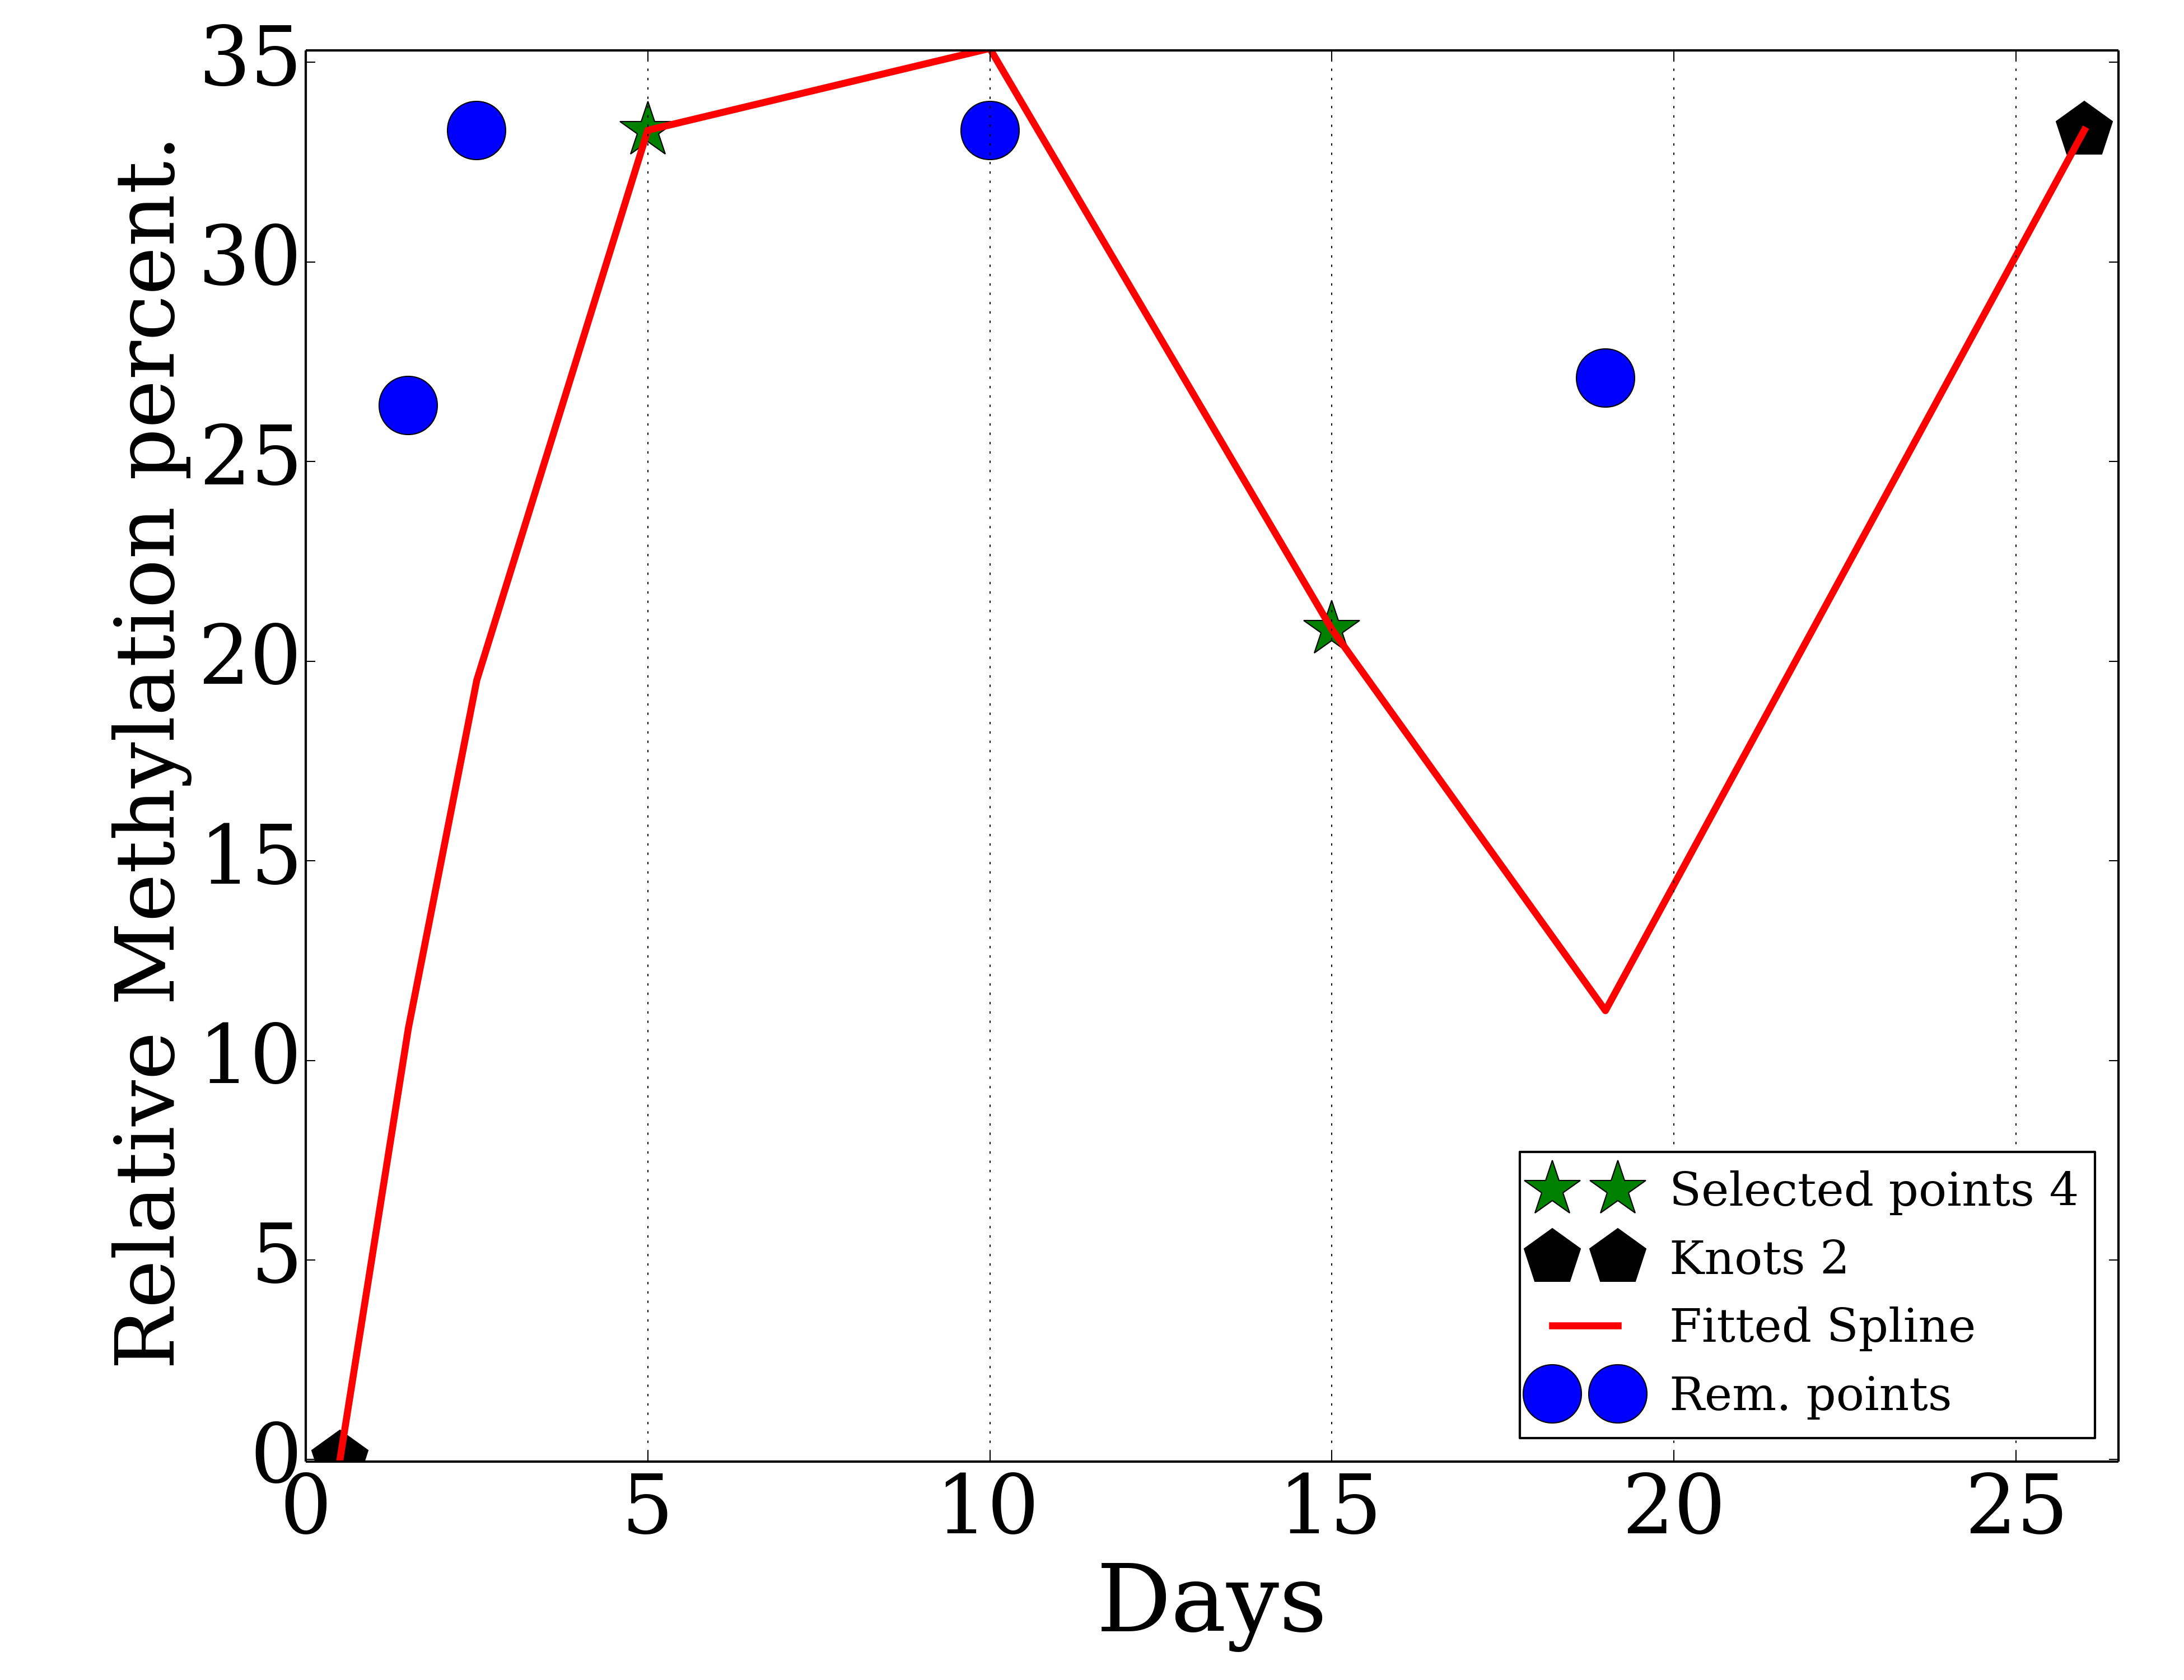 Relative Methylation percent.
35
30
25
20
15
10
5
0
0 5 10 15 20 25
Days
Selected points 4
Knots 2
Fitted Spline
Rem. points